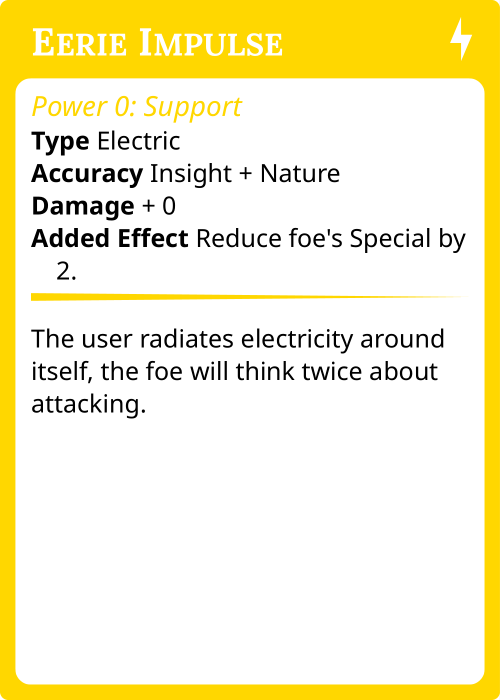 Eerie Impulse
Power 0: Support
Type Electric
Accuracy Insight + Nature
Damage + 0
Added Effect Reduce foe's Special by
2.
The user radiates electricity around
itself, the foe will think twice about
attacking.